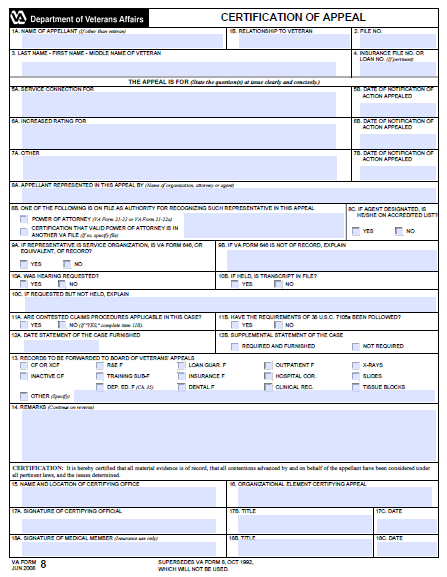 VA Department of Veterans Affairs
CERTIFICATION OF APPEAL
1A. NAME OF APPELLANT (If other than veteran)
1B. RELATIONSHIP TO VETERAN
2. FILE NO.
3. LAST NAME - FIRST NAME - MIDDLE NAME OF VETERAN
4. INSURANCE FILE NO. OR
LOAN NO. (If pertinent)
THE APPEAL IS FOR (State the question(s) at issue clearly and concisely.)
5A. SERVICE CONNECTION FOR
5B. DATE OF NOTIFICATION OF
ACTION APPEALED
6A. INCREASED RATING FOR
6B. DATE OF NOTIFICATION OF
ACTION APPEALED
7A. OTHER
7B. DATE OF NOTIFICATION OF
ACTION APPEALED
8A. APPELLANT REPRESENTED IN THIS APPEAL BY (Name of organization, attorney or agent)
8B. ONE OF THE FOLLOWING IS ON FILE AS AUTHORITY FOR RECOGNIZING SUCH REPRESENTATIVE IN THIS APPEAL
POWER OF ATTORNEY (VA Form 21-22 or VA Form 21-22a)
CERTIFICATION THAT VALID POWER OF ATTORNEY IS IN
ANOTHER VA FILE (If so, specify file)
8C. IF AGENT DESIGNATED, IS
HE/SHE ON ACCREDITED LIST?
YES NO
9A. IF REPRESENTATIVE IS SERVICE ORGANIZATION, IS VA FORM 646, OR
EQUIVALENT, OF RECORD?
YES NO
9B. IF VA FORM 646 IS NOT OF RECORD, EXPLAIN
10A. WAS HEARING REQUESTED?
YES NO
10B. IF HELD, IS TRANSCRIPT IN FILE?
YES NO
10C. IF REQUESTED BUT NOT HELD, EXPLAIN
11A. ARE CONTESTED CLAIMS PROCEDURES APPLICABLE IN THIS CASE?
YES NO (If "YES," complete item 11B).
11B. HAVE THE REQUIREMENTS OF 38 U.S.C. 7105a BEEN FOLLOWED?
YES NO
12A. DATE STATEMENT OF THE CASE FURNISHED
12B. SUPPLEMENTAL STATEMENT OF THE CASE
REQUIRED AND FURNISHED NOT REQUIRED
13. RECORDS TO BE FORWARDED TO BOARD OF VETERANS' APPEALS
CF OR XCF R&E F LOAN GUAR. F OUTPATIENT F X-RAYS
INACTIVE CF TRAINING SUB-F INSURANCE F HOSPITAL COR. SLIDES
DEP. ED. F (Ch. 35) DENTAL F CLINICAL REC. TISSUE BLOCKS
OTHER (Specify)
14. REMARKS (Continue on reverse)
CERTIFICATION: It is hereby certified that all material evidence is of record, that all contentions advanced by and on behalf of the appellant have been considered under
all pertinent laws, and the issues determined.
15. NAME AND LOCATION OF CERTIFYING OFFICE
16. ORGANIZATIONAL ELEMENT CERTIFYING APPEAL
17A. SIGNATURE OF CERTIFYING OFFICIAL
17B. TITLE
17C. DATE
18A. SIGNATURE OF MEDICAL MEMBER (Insurance use only)
18B. TITLE
18C. DATE
VA FORM
JUN 2008 8
SUPERSEDES VA FORM 8, OCT 1992,
WHICH WILL NOT BE USED.